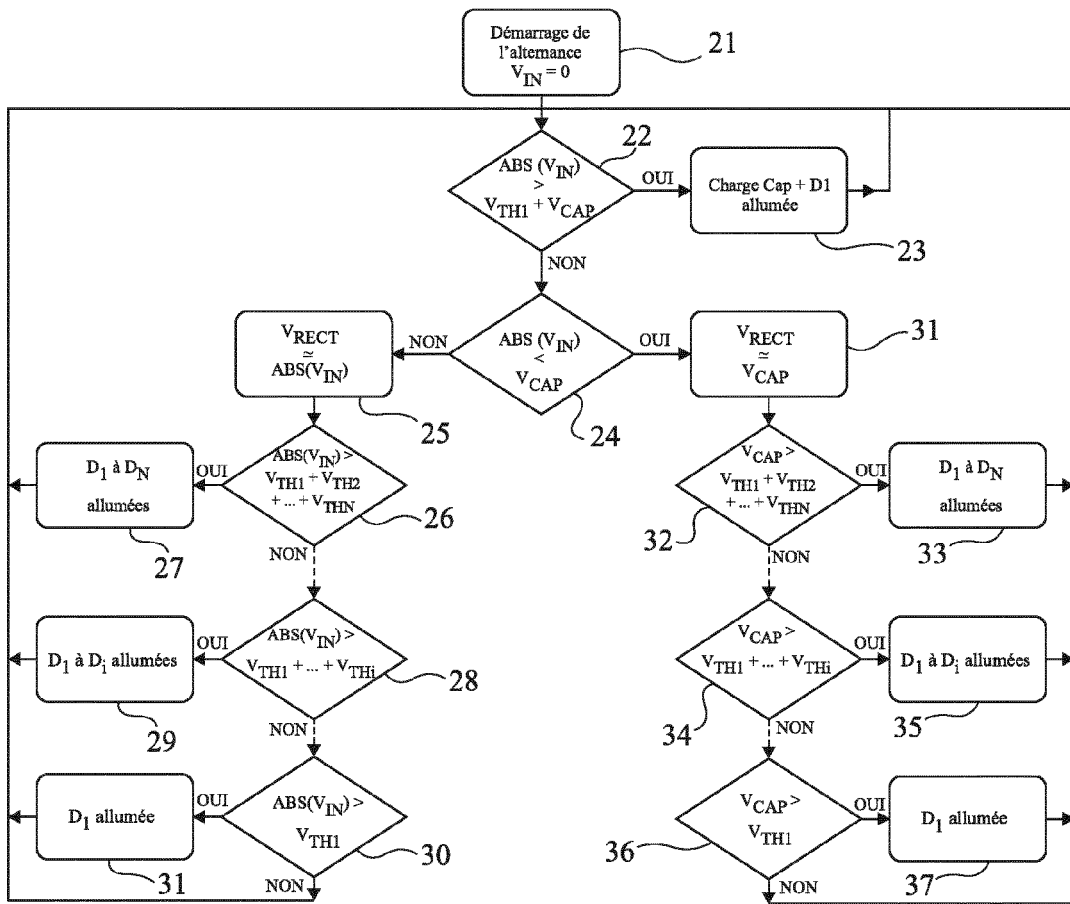 Démarrage de
l'alternance
V_IN = 0
21
22
ABS (V_IN)
>
V_TH1 + V_CAP
OUI
Charge Cap + D1
allumée
23
NON
V_RECT
≃
ABS(V_IN)
25
NON
ABS (V_IN)
<
V_CAP
24
OUI
V_RECT
≃
V_CAP
31
D_1 à D_N
allumées
27
OUI
ABS(V_IN) >
V_TH1 + V_TH2
+ ... + V_THN
26
NON
V_CAP >
V_TH1 + V_TH2
+ ... + V_THN
32
NON
OUI
D_1 à D_N
allumées
33
D_1 à D_i allumées
29
OUI
ABS(V_IN) >
V_TH1 + ... + V_THi
28
NON
V_CAP >
V_TH1 + ... + V_THi
34
NON
OUI
D_1 à D_i allumées
35
D_1 allumée
31
OUI
ABS(V_IN) >
V_TH1
30
NON
V_CAP >
V_TH1
36
NON
OUI
D_1 allumée
37